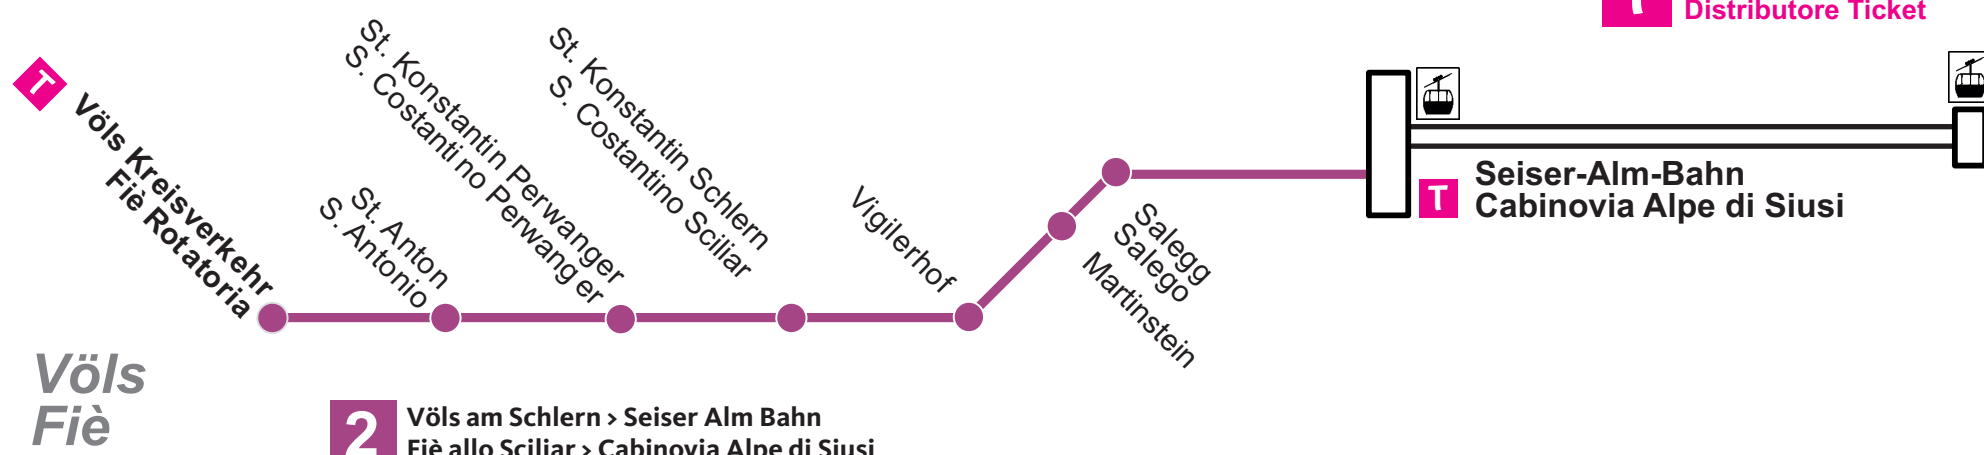 T
Distributore Ticket
T
Völs Kreisverkehr
Fiè Rotatoria
St. Anton
S. Antonio
St. Konstantin Perwanger
S. Costantino Perwanger
St. Konstantin Schlern
S. Costantino Sciliar
Vigilerhof
Martinstein
Salegg
Salego
T
Seiser-Alm-Bahn
Cabinovia Alpe di Siusi
Völs
Fiè
2
Völs am Schlern > Seiser Alm Bahn
Fiè allo Sciliar > Cabinovia Alpe di Siusi